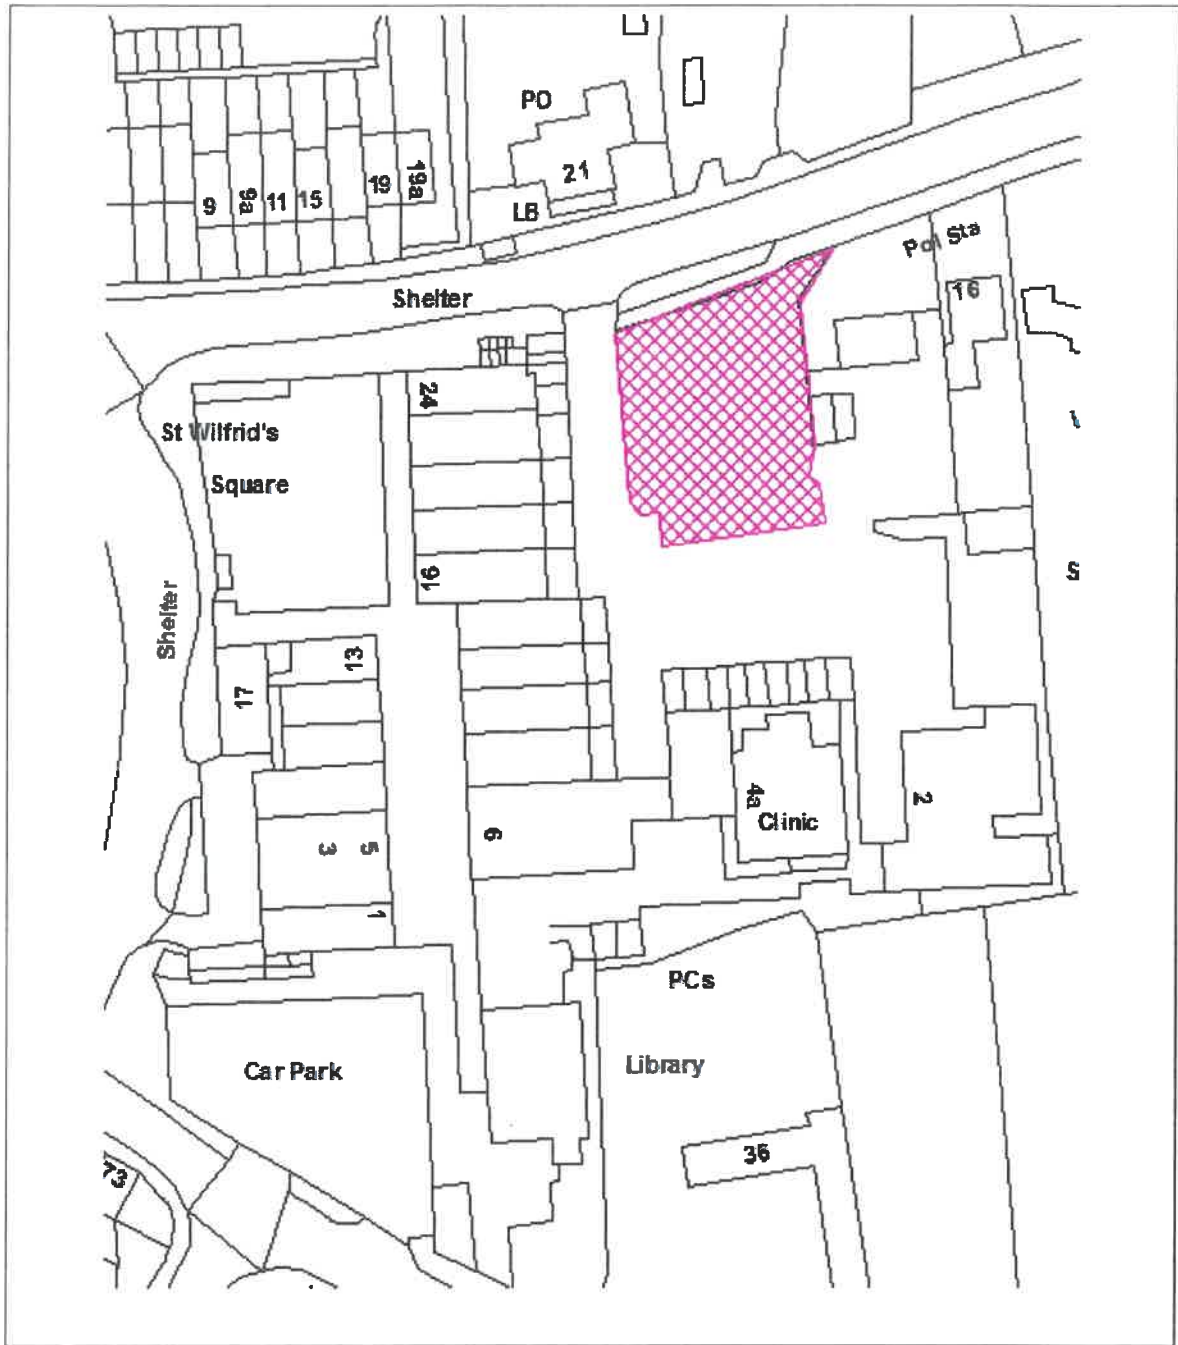 PO
21
LB
9
9a
11
15
19
19a
Pol Sta
16
Shelter
24
St Wilfrid's
Square
16
Shelter
13
17
6
4a
Clinic
2
3
5
1
PCs
Library
Car Park
36
73